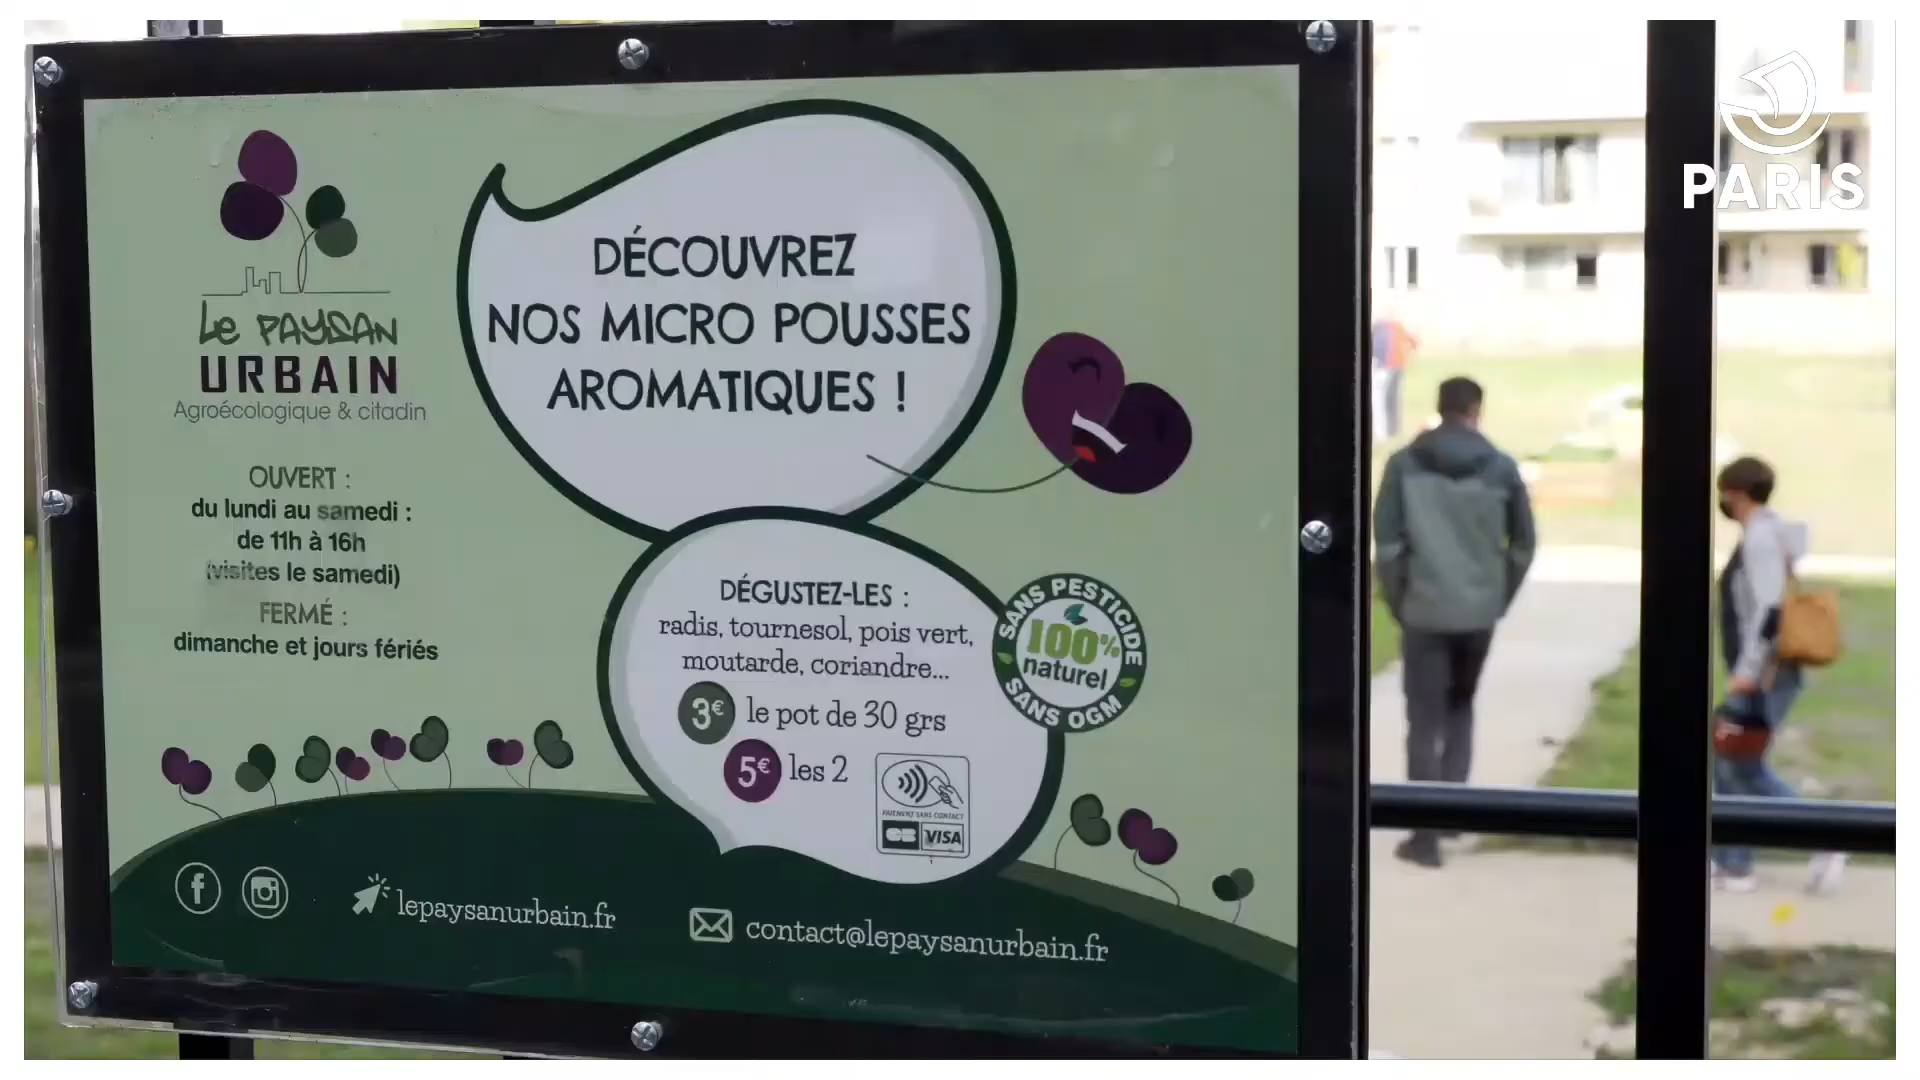 PARIS
Le PAYSAN
URBAIN
Agroécologique & citadin
OUVERT :
du lundi au samedi :
de 11h à 16h
(visites le samedi)
FERMÉ :
dimanche et jours fériés
DÉCOUVREZ
NOS MICRO POUSSES
AROMATIQUES !
DÉGUSTEZ-LES :
radis, tournesol, pois vert,
moutarde, coriandre...
3€ le pot de 30 grs
5€ les 2
PAIEMENT SANS CONTACT
CB VISA
SANS PESTICIDE
100%
naturel
SANS OGM
lepaysanurbain.fr
contact@lepaysanurbain.fr